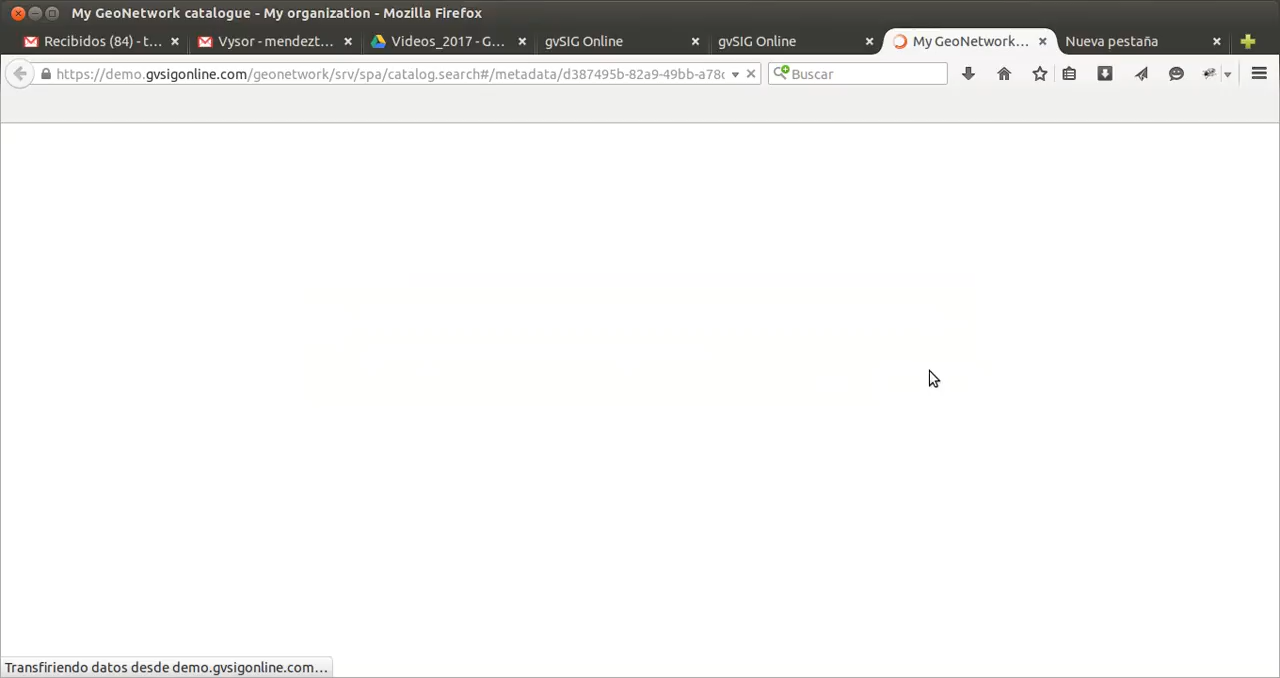 My GeoNetwork catalogue - My organization - Mozilla Firefox
Recibidos (84) - t...
Vysor - mendezt...
Videos_2017 - G...
gvSIG Online
gvSIG Online
My GeoNetwork...
Nueva pestaña
https://demo.gvsigonline.com/geonetwork/srv/spa/catalog.search#/metadata/d387495b-82a9-49bb-a78c
Buscar
Transfiriendo datos desde demo.gvsigonline.com...